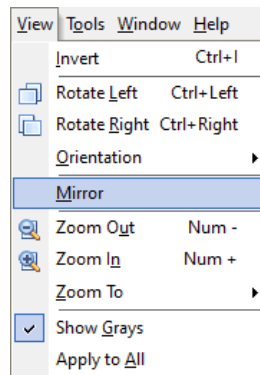 View Tools Window Help
Invert Ctrl+I
Rotate Left Ctrl+Left
Rotate Right Ctrl+Right
Orientation
Mirror
Zoom Out Num -
Zoom In Num +
Zoom To
Show Grays
Apply to All